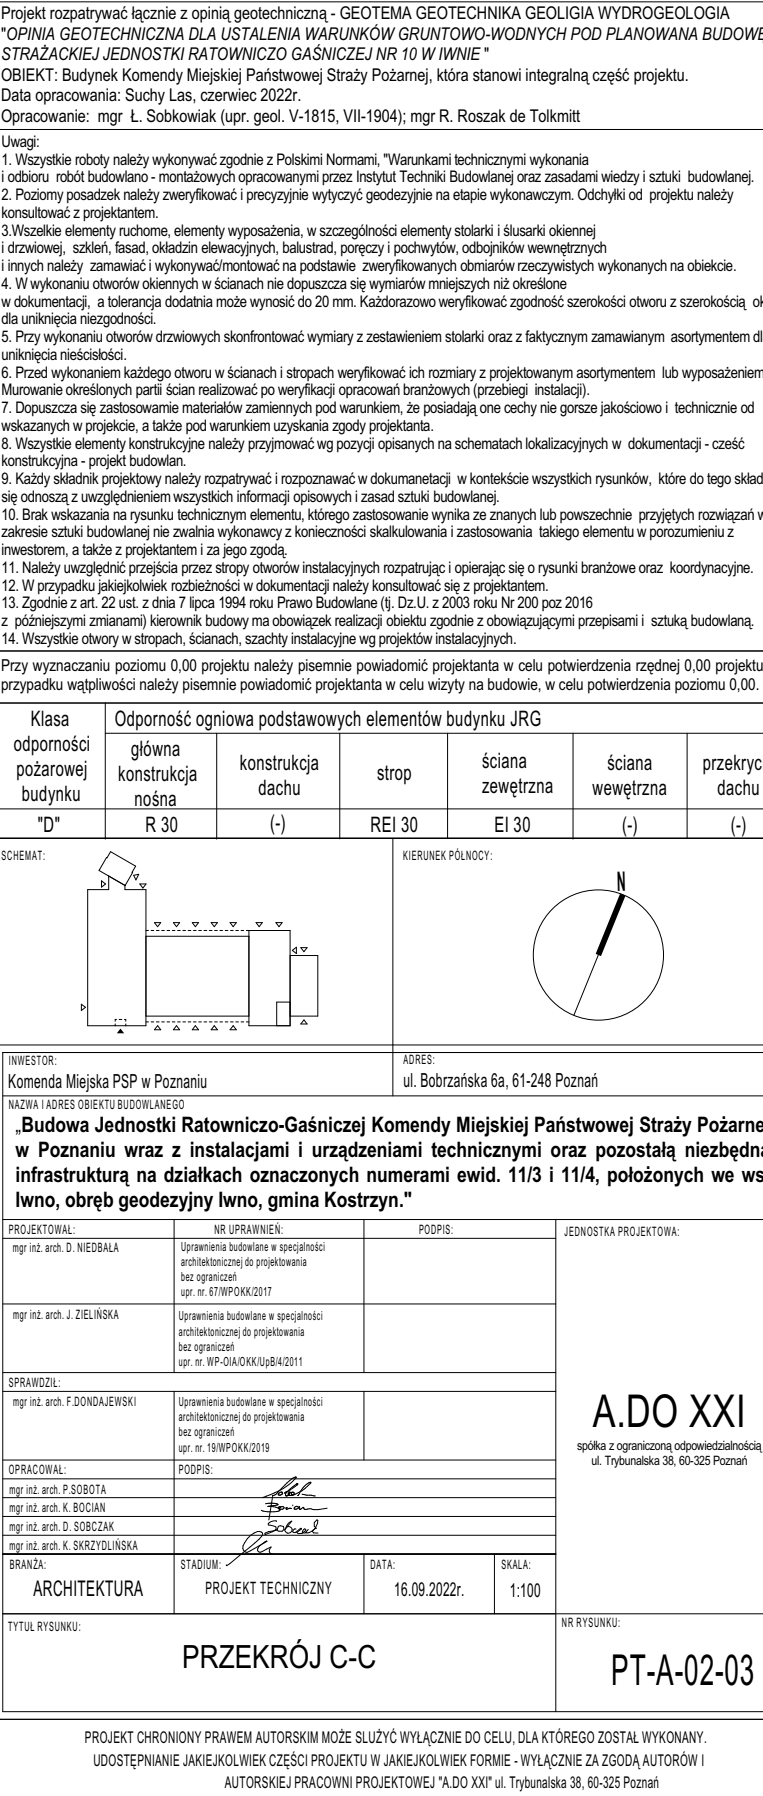 Projekt rozpatrywać łącznie z opinią geotechniczną - GEOTEMA GEOTECHNIKA GEOLIGIA WYDROGEOLOGIA
"OPINIA GEOTECHNICZNA DLA USTALENIA WARUNKÓW GRUNTOWO-WODNYCH POD PLANOWANA BUDOWE
STRAŻACKIEJ JEDNOSTKI RATOWNICZO GAŚNICZEJ NR 10 W IWNIE "
OBIEKT: Budynek Komendy Miejskiej Państwowej Straży Pożarnej, która stanowi integralną część projektu.
Data opracowania: Suchy Las, czerwiec 2022r.
Opracowanie: mgr Ł. Sobkowiak (upr. geol. V-1815, VII-1904); mgr R. Roszak de Tolkmitt
Uwagi:
1. Wszystkie roboty należy wykonywać zgodnie z Polskimi Normami, "Warunkami technicznymi wykonania
i odbioru robót budowlano - montażowych opracowanymi przez Instytut Techniki Budowlanej oraz zasadami wiedzy i sztuki budowlanej.
2. Poziomy posadzek należy zweryfikować i precyzyjnie wytyczyć geodezyjnie na etapie wykonawczym. Odchyłki od projektu należy
konsultować z projektantem.
3.Wszelkie elementy ruchome, elementy wyposażenia, w szczególności elementy stolarki i ślusarki okiennej
i drzwiowej, szkleń, fasad, okładzin elewacyjnych, balustrad, poręczy i pochwytów, odbojników wewnętrznych
i innych należy zamawiać i wykonywać/montować na podstawie zweryfikowanych obmiarów rzeczywistych wykonanych na obiekcie.
4. W wykonaniu otworów okiennych w ścianach nie dopuszcza się wymiarów mniejszych niż określone
w dokumentacji, a tolerancja dodatnia może wynosić do 20 mm. Każdorazowo weryfikować zgodność szerokości otworu z szerokością ok
dla uniknięcia niezgodności.
5. Przy wykonaniu otworów drzwiowych skonfrontować wymiary z zestawieniem stolarki oraz z faktycznym zamawianym asortymentem dl
uniknięcia nieścisłości.
6. Przed wykonaniem każdego otworu w ścianach i stropach weryfikować ich rozmiary z projektowanym asortymentem lub wyposażeniem
Murowanie określonych partii ścian realizować po weryfikacji opracowań branżowych (przebiegi instalacji).
7. Dopuszcza się zastosowamie materiałów zamiennych pod warunkiem, że posiadają one cechy nie gorsze jakościowo i technicznie od
wskazanych w projekcie, a także pod warunkiem uzyskania zgody projektanta.
8. Wszystkie elementy konstrukcyjne należy przyjmować wg pozycji opisanych na schematach lokalizacyjnych w dokumentacji - cześć
konstrukcyjna - projekt budowlan.
9. Każdy składnik projektowy należy rozpatrywać i rozpoznawać w dokumanetacji w kontekście wszystkich rysunków, które do tego skład
się odnoszą z uwzględnieniem wszystkich informacji opisowych i zasad sztuki budowlanej.
10. Brak wskazania na rysunku technicznym elementu, którego zastosowanie wynika ze znanych lub powszechnie przyjętych rozwiązań w
zakresie sztuki budowlanej nie zwalnia wykonawcy z konieczności skalkulowania i zastosowania takiego elementu w porozumieniu z
inwestorem, a także z projektantem i za jego zgodą.
11. Należy uwzględnić przejścia przez stropy otworów instalacyjnych rozpatrując i opierając się o rysunki branżowe oraz koordynacyjne.
12. W przypadku jakiejkolwiek rozbieżności w dokumentacji należy konsultować się z projektantem.
13. Zgodnie z art. 22 ust. z dnia 7 lipca 1994 roku Prawo Budowlane (tj. Dz.U. z 2003 roku Nr 200 poz 2016
z późniejszymi zmianami) kierownik budowy ma obowiązek realizacji obiektu zgodnie z obowiązującymi przepisami i sztuką budowlaną.
14. Wszystkie otwory w stropach, ścianach, szachty instalacyjne wg projektów instalacyjnych.
Przy wyznaczaniu poziomu 0,00 projektu należy pisemnie powiadomić projektanta w celu potwierdzenia rzędnej 0,00 projektu
przypadku wątpliwości należy pisemnie powiadomić projektanta w celu wizyty na budowie, w celu potwierdzenia poziomu 0,00.
Klasa odporności pożarowej budynku
Odporność ogniowa podstawowych elementów budynku JRG
główna konstrukcja nośna
konstrukcja dachu
strop
ściana zewętrzna
ściana wewętrzna
przekryc dachu
"D" R 30 (-) REI 30 EI 30 (-) (-)
SCHEMAT:
KIERUNEK PÓŁNOCY:
N
INWESTOR:
Komenda Miejska PSP w Poznaniu
ADRES:
ul. Bobrzańska 6a, 61-248 Poznań
NAZWA I ADRES OBIEKTU BUDOWLANEGO
„Budowa Jednostki Ratowniczo-Gaśniczej Komendy Miejskiej Państwowej Straży Pożarne
w Poznaniu wraz z instalacjami i urządzeniami technicznymi oraz pozostałą niezbędna
infrastrukturą na działkach oznaczonych numerami ewid. 11/3 i 11/4, położonych we ws
Iwno, obręb geodezyjny Iwno, gmina Kostrzyn."
PROJEKTOWAŁ: NR UPRAWNIEŃ: PODPIS:
JEDNOSTKA PROJEKTOWA:
mgr inż. arch. D. NIEDBAŁA
Uprawnienia budowlane w specjalności
architektonicznej do projektowania
bez ograniczeń
upr. nr. 67/WPOKK/2017
mgr inż. arch. J. ZIELIŃSKA
Uprawnienia budowlane w specjalności
architektonicznej do projektowania
bez ograniczeń
upr. nr. WP-OIA/OKK/UpB/4/2011
SPRAWDZIŁ:
mgr inż. arch. F.DONDAJEWSKI
Uprawnienia budowlane w specjalności
architektonicznej do projektowania
bez ograniczeń
upr. nr. 19/WPOKK/2019
A.DO XXI
spółka z ograniczoną odpowiedzialnością
ul. Trybunalska 38, 60-325 Poznań
OPRACOWAŁ: PODPIS:
mgr inż. arch. P.SOBOTA
mgr inż. arch. K. BOCIAN Bocian
mgr inż. arch. D. SOBCZAK Sobczak
mgr inż. arch. K. SKRZYDLIŃSKA
BRANŻA:
ARCHITEKTURA
STADIUM:
PROJEKT TECHNICZNY
DATA:
16.09.2022r.
SKALA:
1:100
TYTUŁ RYSUNKU:
PRZEKRÓJ C-C
NR RYSUNKU:
PT-A-02-03
PROJEKT CHRONIONY PRAWEM AUTORSKIM MOŻE SLUŻYĆ WYŁĄCZNIE DO CELU, DLA KTÓREGO ZOSTAŁ WYKONANY.
UDOSTĘPNIANIE JAKIEJKOLWIEK CZĘŚCI PROJEKTU W JAKIEJKOLWIEK FORMIE - WYŁĄCZNIE ZA ZGODĄ AUTORÓW I
AUTORSKIEJ PRACOWNI PROJEKTOWEJ "A.DO XXI" ul. Trybunalska 38, 60-325 Poznań